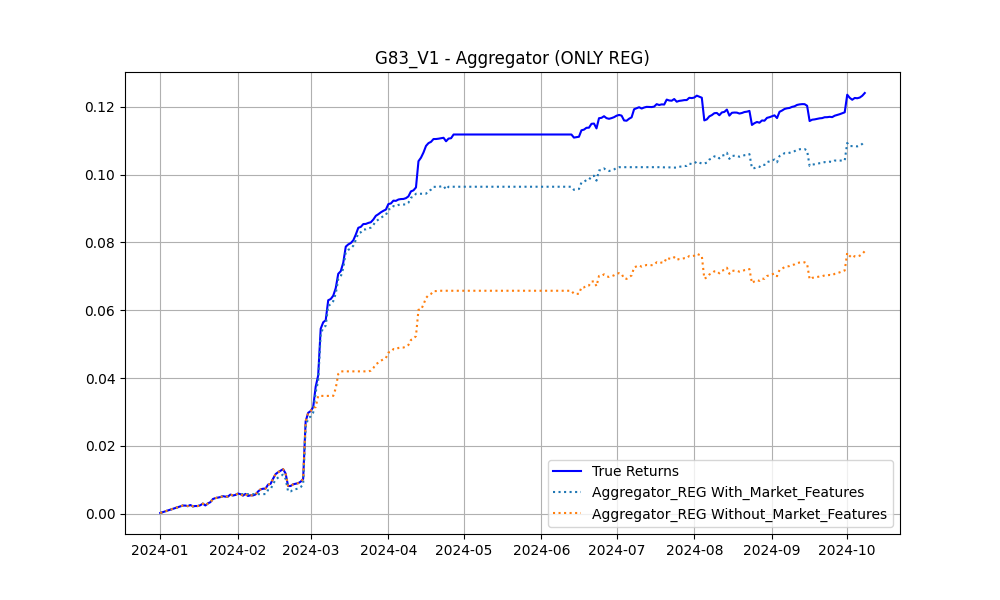 G83_V1 - Aggregator (ONLY REG)
0.12
0.10
0.08
0.06
0.04
0.02
0.00
True Returns
Aggregator_REG With_Market_Features
Aggregator_REG Without_Market_Features
2024-01 2024-02 2024-03 2024-04 2024-05 2024-06 2024-07 2024-08 2024-09 2024-10